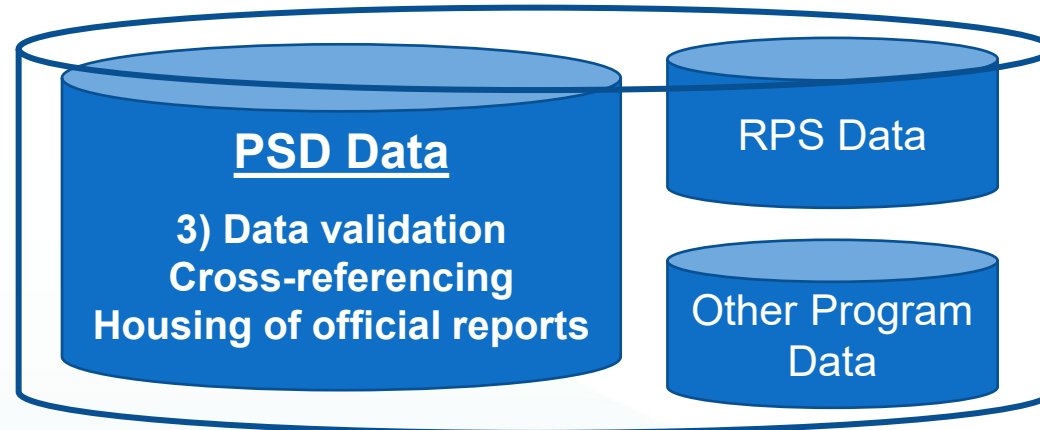 PSD Data
3) Data validation
Cross-referencing
Housing of official reports
RPS Data
Other Program
Data